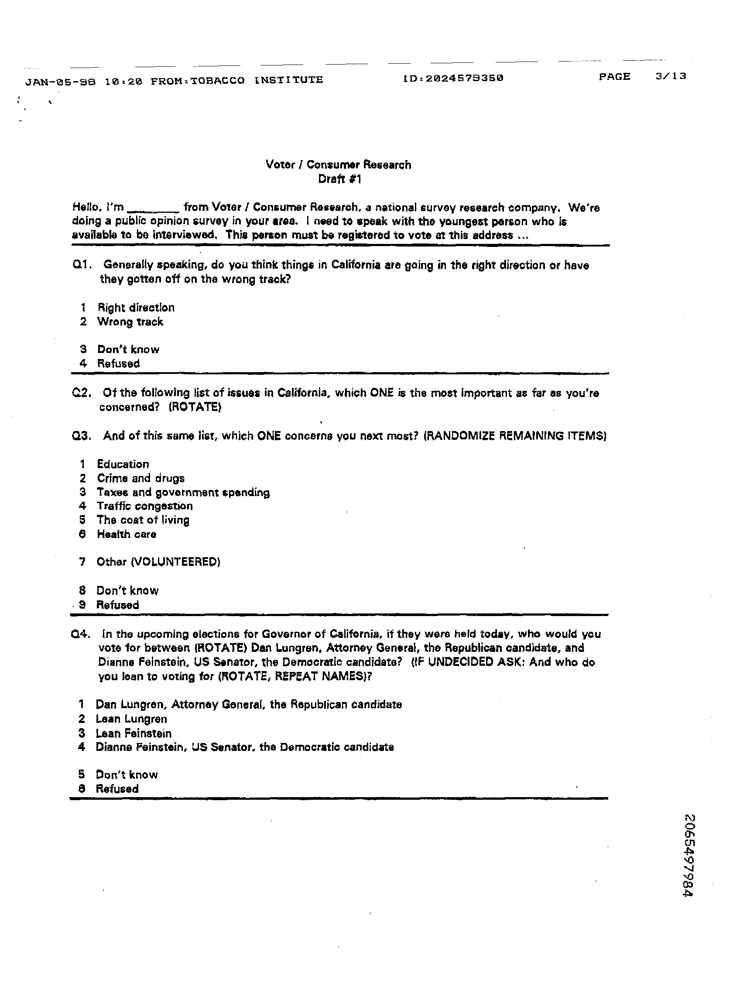 JAN-05-98 10:20 FROM:TOBACCO INSTITUTE ID:2024579350 PAGE 3/13
Voter / Consumer Research
Draft #1
Hello, I'm ________ from Voter / Consumer Research, a national survey research company. We're
doing a public opinion survey in your area. I need to speak with the youngest person who is
available to be interviewed. This person must be registered to vote at this address ...
Q1. Generally speaking, do you think things in California are going in the right direction or have
they gotten off on the wrong track?
1 Right direction
2 Wrong track
3 Don't know
4 Refused
Q2. Of the following list of issues in California, which ONE is the most important as far as you're
concerned? (ROTATE)
Q3. And of this same list, which ONE concerns you next most? (RANDOMIZE REMAINING ITEMS)
1 Education
2 Crime and drugs
3 Taxes and government spending
4 Traffic congestion
5 The cost of living
6 Health care
7 Other (VOLUNTEERED)
8 Don't know
9 Refused
Q4. In the upcoming elections for Governor of California, if they were held today, who would you
vote for between (ROTATE) Dan Lungren, Attorney General, the Republican candidate, and
Dianne Feinstein, US Senator, the Democratic candidate? (IF UNDECIDED ASK: And who do
you lean to voting for (ROTATE, REPEAT NAMES)?
1 Dan Lungren, Attorney General, the Republican candidate
2 Lean Lungren
3 Lean Feinstein
4 Dianne Feinstein, US Senator, the Democratic candidate
5 Don't know
6 Refused
2065497984